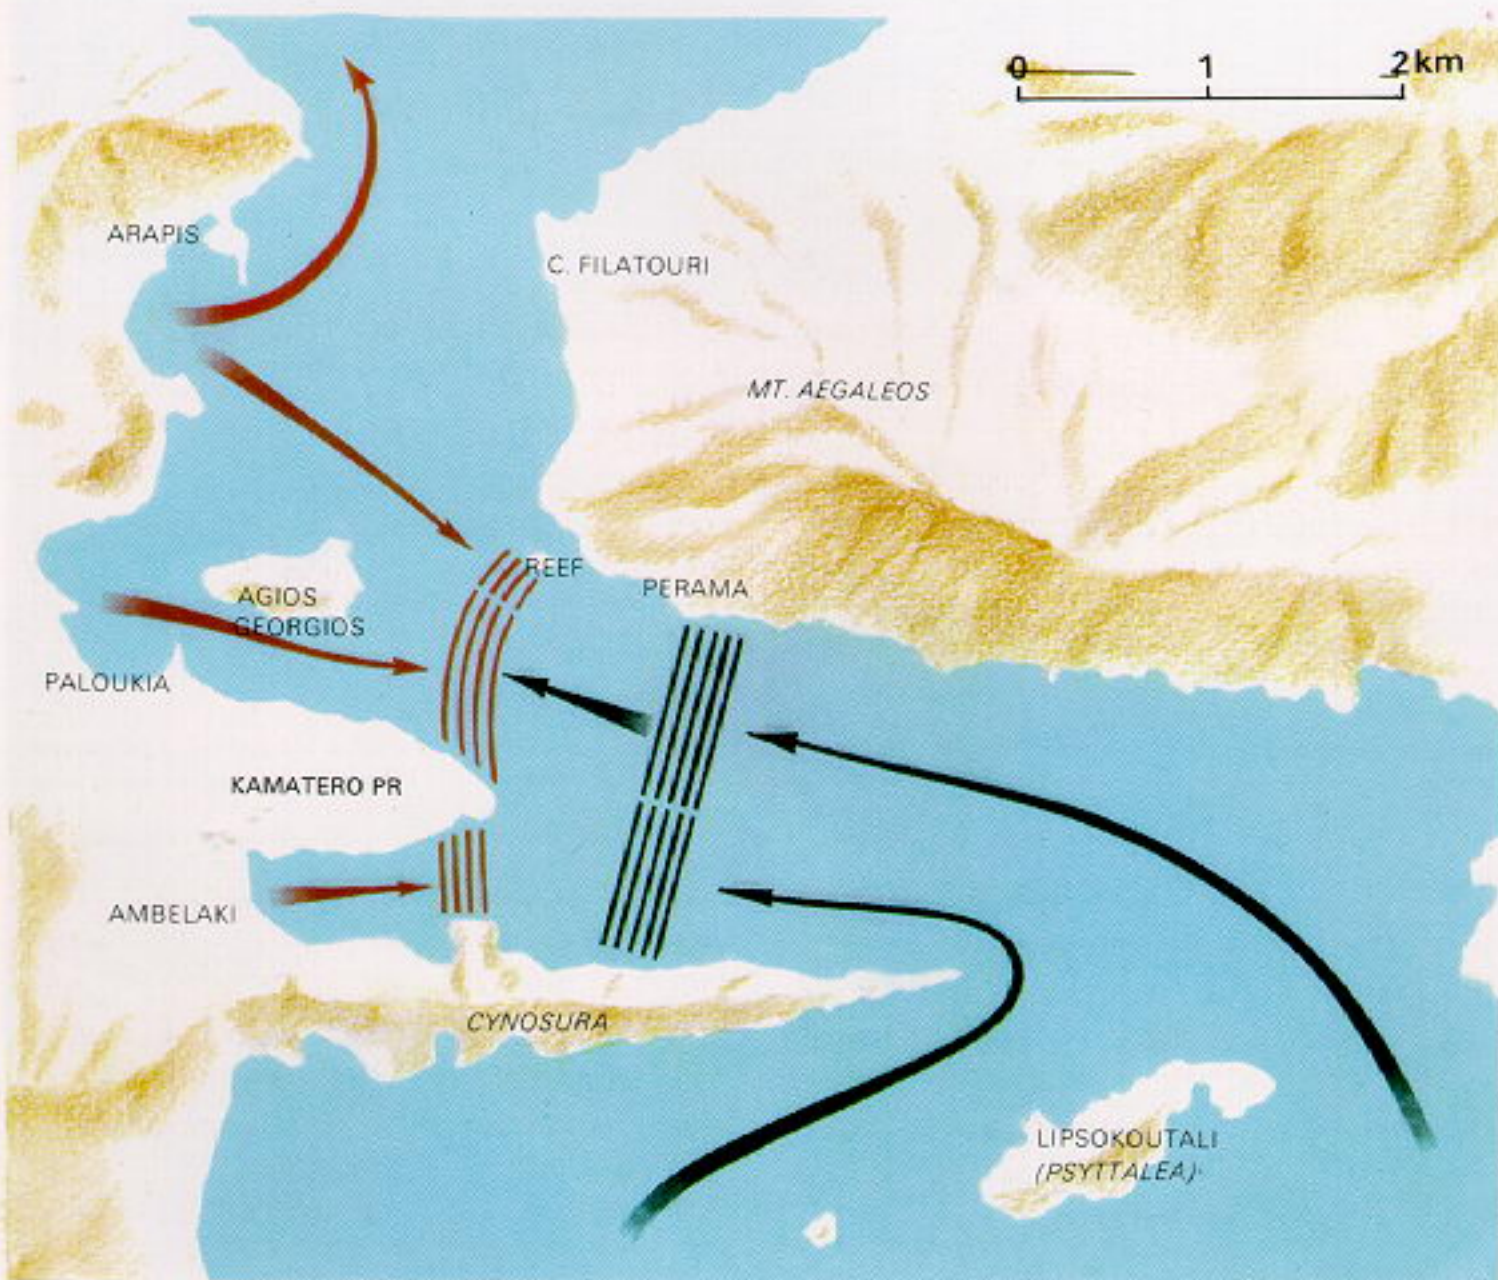 0 1 2km
ARAPIS
C. FILATOURI
MT. AEGALEOS
REEF
PERAMA
AGIOS
GEORGIOS
PALOUKIA
KAMATERO PR
AMBELAKI
CYNOSURA
LIPSOKOUTALI
(PSYTTALEA)